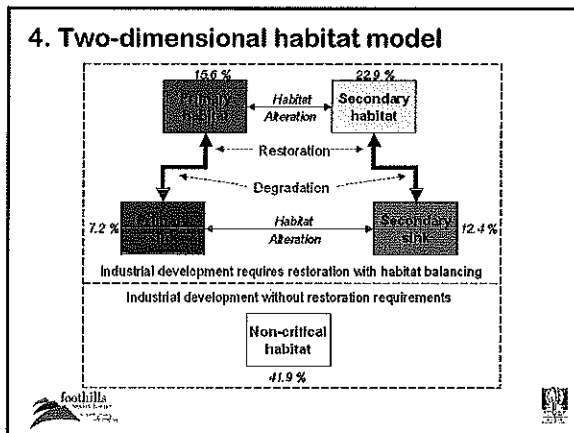 4. Two-dimensional habitat model
15.6 %
22.9 %
Primary
habitat
Habitat
Alteration
Secondary
habitat
Restoration
Degradation
7.2 %
Habitat
Alteration
Secondary
sink
12.4 %
Industrial development requires restoration with habitat balancing
Industrial development without restoration requirements
Non-critical
habitat
41.9 %
foothills